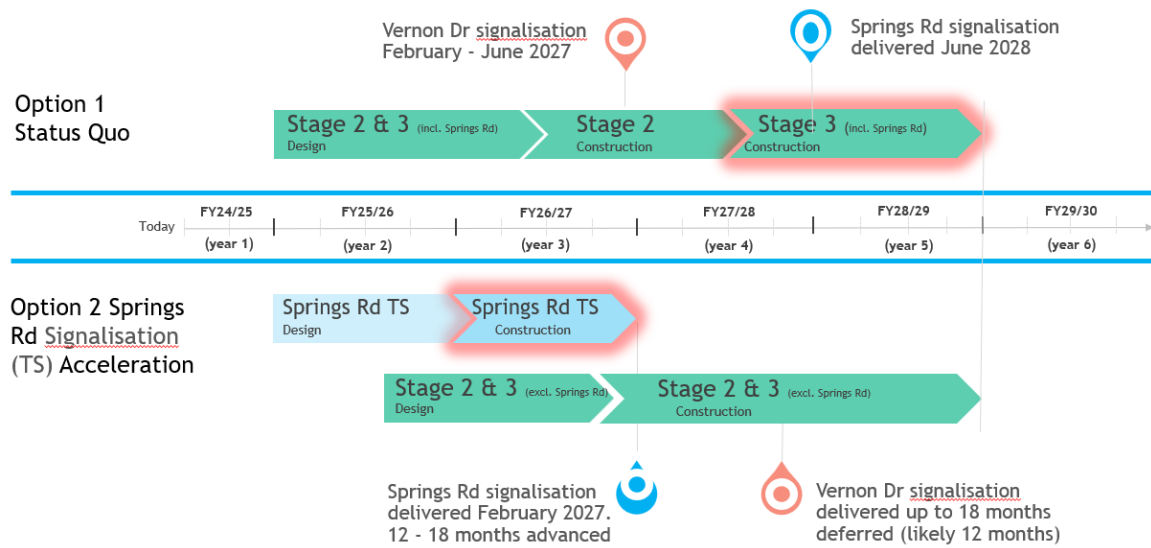 Vernon Dr signalisation
February - June 2027
Springs Rd signalisation
delivered June 2028
Option 1
Status Quo
Stage 2 & 3 (incl. Springs Rd)
Design
Stage 2
Construction
Stage 3 (incl. Springs Rd)
Construction
Today
FY24/25
(year 1)
FY25/26
(year 2)
FY26/27
(year 3)
FY27/28
(year 4)
FY28/29
(year 5)
FY29/30
(year 6)
Option 2 Springs
Rd Signalisation
(TS) Acceleration
Springs Rd TS
Design
Springs Rd TS
Construction
Stage 2 & 3 (excl. Springs Rd)
Design
Stage 2 & 3 (excl. Springs Rd)
Construction
Springs Rd signalisation
delivered February 2027.
12 - 18 months advanced
Vernon Dr signalisation
delivered up to 18 months
deferred (likely 12 months)